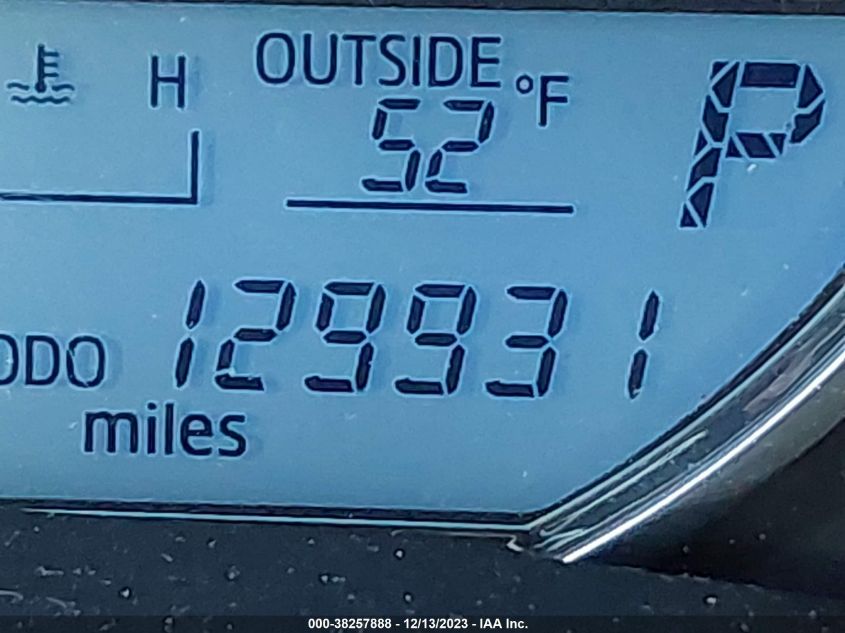 H OUTSIDE
52 °F
P
ODO 129931
miles
000-38257888 - 12/13/2023 - IAA Inc.